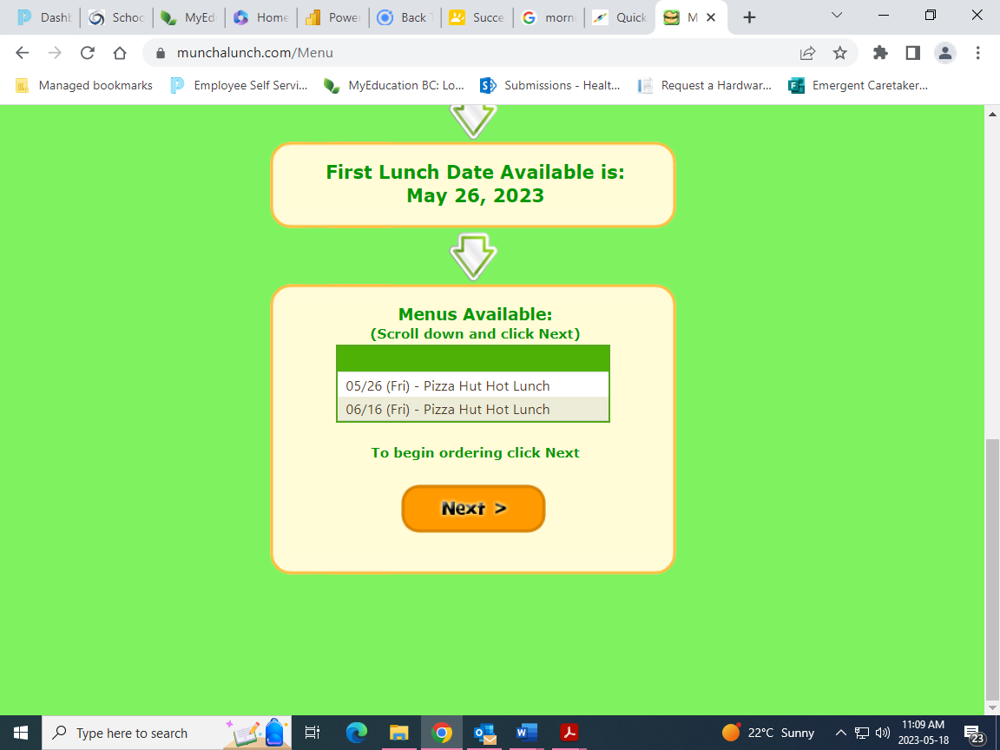 Dashb
Schoo
MyEd
Home
Power
Back T
Succe
morni
Quick
M
munchalunch.com/Menu
Managed bookmarks
Employee Self Servi...
MyEducation BC: Lo...
Submissions - Healt...
Request a Hardwar...
Emergent Caretaker...
First Lunch Date Available is:
May 26, 2023
Menus Available:
(Scroll down and click Next)
05/26 (Fri) - Pizza Hut Hot Lunch
06/16 (Fri) - Pizza Hut Hot Lunch
To begin ordering click Next
Next >
Type here to search
22°C Sunny
11:09 AM
2023-05-18
23